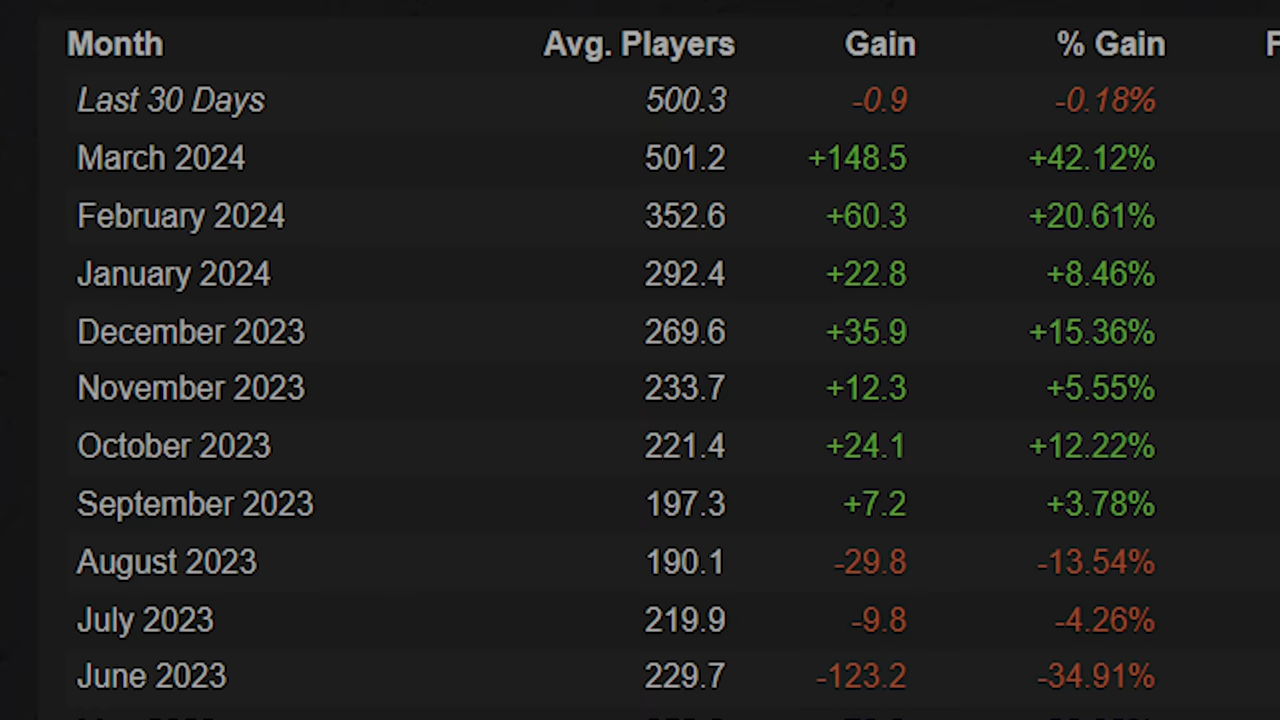 Month Avg. Players Gain % Gain
Last 30 Days 500.3 -0.9 -0.18%
March 2024 501.2 +148.5 +42.12%
February 2024 352.6 +60.3 +20.61%
January 2024 292.4 +22.8 +8.46%
December 2023 269.6 +35.9 +15.36%
November 2023 233.7 +12.3 +5.55%
October 2023 221.4 +24.1 +12.22%
September 2023 197.3 +7.2 +3.78%
August 2023 190.1 -29.8 -13.54%
July 2023 219.9 -9.8 -4.26%
June 2023 229.7 -123.2 -34.91%